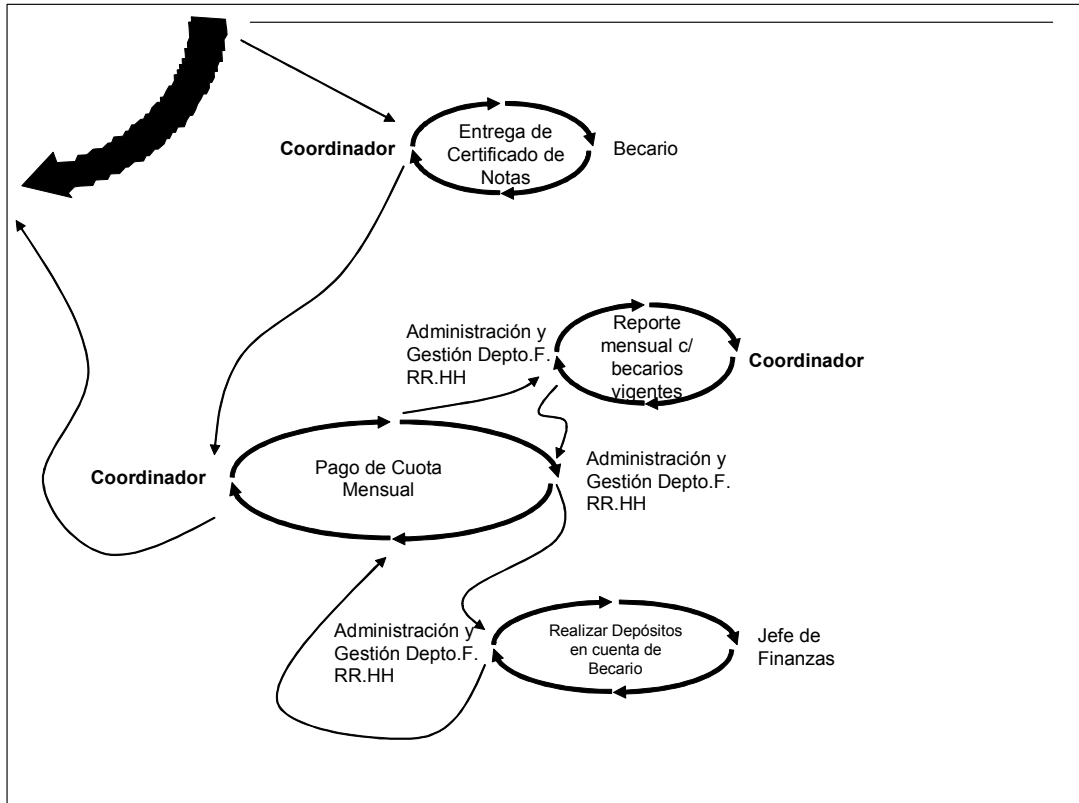 Coordinador
Entrega de
Certificado de
Notas
Becario
Administración y
Gestión Depto.F.
RR.HH
Reporte
mensual c/
becarios
vigentes
Coordinador
Coordinador
Pago de Cuota
Mensual
Administración y
Gestión Depto.F.
RR.HH
Administración y
Gestión Depto.F.
RR.HH
Realizar Depósitos
en cuenta de
Becario
Jefe de
Finanzas